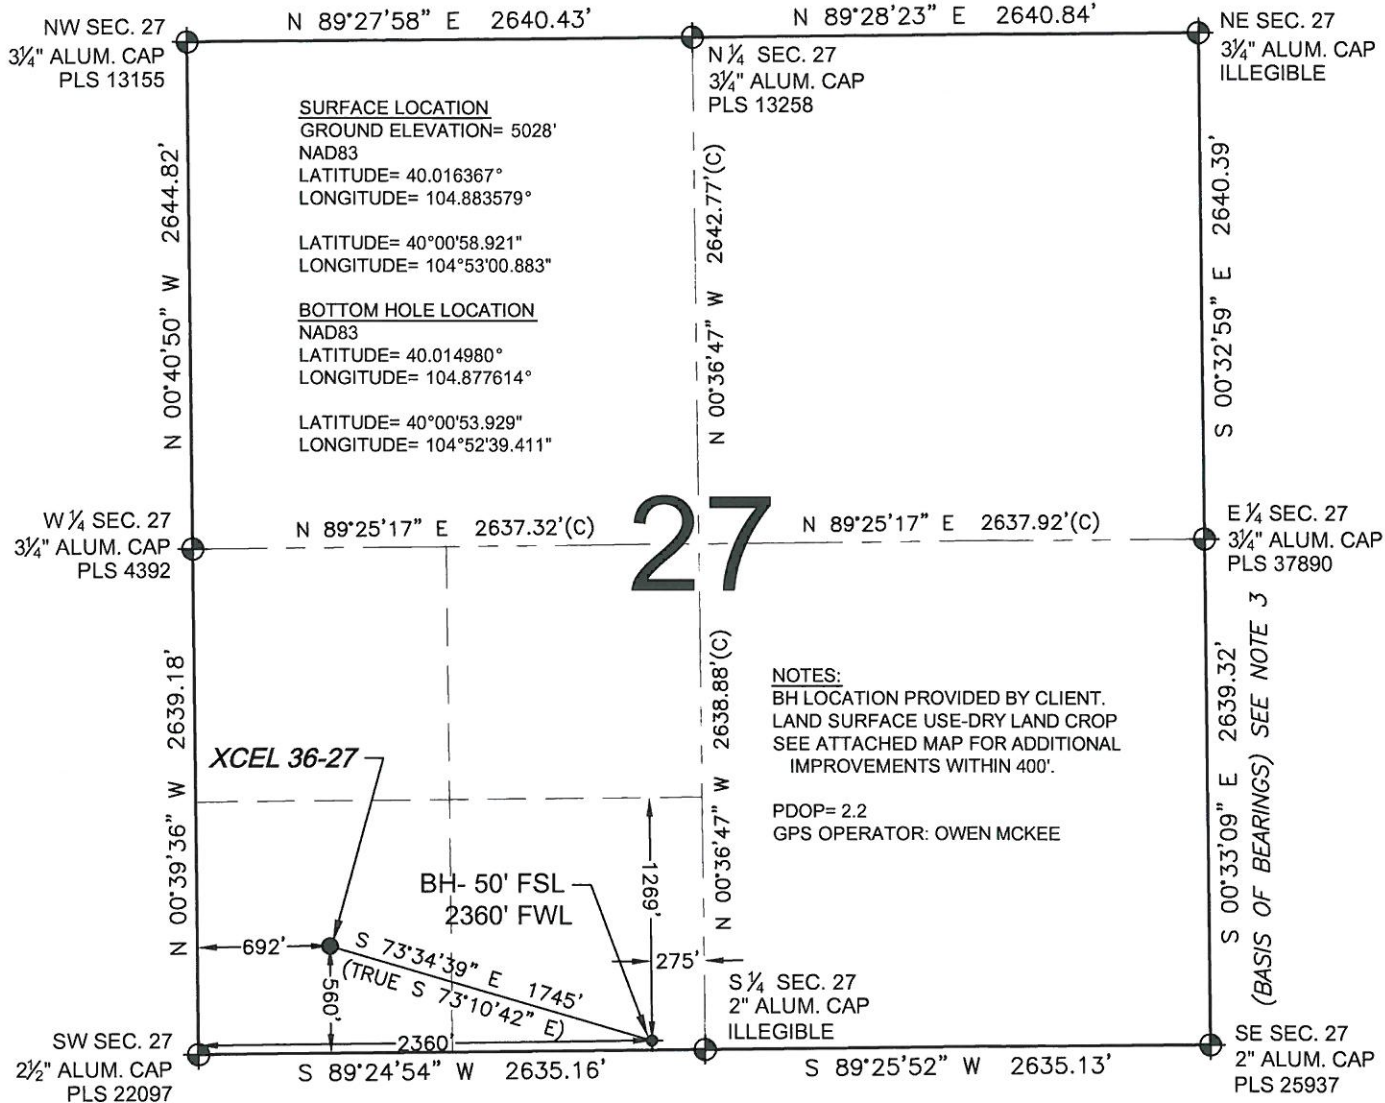 N 89°27'58" E 2640.43'
N 89°28'23" E 2640.84'
NW SEC. 27
3¼" ALUM. CAP
PLS 13155
N ¼ SEC. 27
3¼" ALUM. CAP
PLS 13258
NE SEC. 27
3¼" ALUM. CAP
ILLEGIBLE
SURFACE LOCATION
GROUND ELEVATION= 5028'
NAD83
LATITUDE= 40.016367°
LONGITUDE= 104.883579°
LATITUDE= 40°00'58.921"
LONGITUDE= 104°53'00.883"
BOTTOM HOLE LOCATION
NAD83
LATITUDE= 40.014980°
LONGITUDE= 104.877614°
LATITUDE= 40°00'53.929"
LONGITUDE= 104°52'39.411"
N 00°40'50" W 2644.82'
N 00°36'47" W 2642.77'(C)
S 00°32'59" E 2640.39'
W ¼ SEC. 27
3¼" ALUM. CAP
PLS 4392
N 89°25'17" E 2637.32'(C)
27
N 89°25'17" E 2637.92'(C)
E ¼ SEC. 27
3¼" ALUM. CAP
PLS 37890
N 00°39'36" W 2639.18'
N 00°36'47" W 2638.88'(C)
S 00°33'09" E 2639.32'
(BASIS OF BEARINGS) SEE NOTE 3
NOTES:
BH LOCATION PROVIDED BY CLIENT.
LAND SURFACE USE-DRY LAND CROP
SEE ATTACHED MAP FOR ADDITIONAL
IMPROVEMENTS WITHIN 400'.
PDOP= 2.2
GPS OPERATOR: OWEN MCKEE
XCEL 36-27
BH- 50' FSL
2360' FWL
1269'
692'
560'
S 73°34'39" E 1745'
(TRUE S 73°10'42" E)
275'
2360'
S ¼ SEC. 27
2" ALUM. CAP
ILLEGIBLE
SW SEC. 27
2½" ALUM. CAP
PLS 22097
S 89°24'54" W 2635.16'
S 89°25'52" W 2635.13'
SE SEC. 27
2" ALUM. CAP
PLS 25937